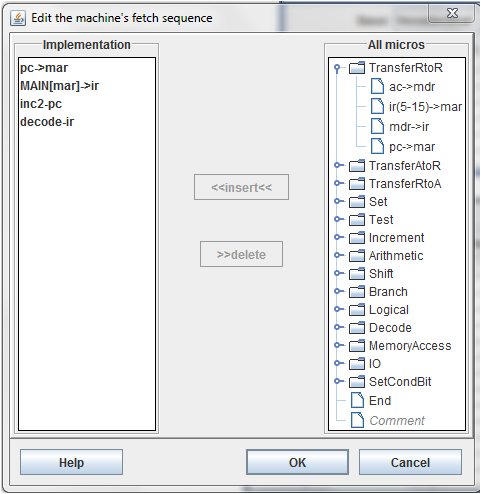 Edit the machine's fetch sequence
Implementation
pc->mar
MAIN[mar]->ir
inc2-pc
decode-ir
<<insert<<
>>delete
All micros
TransferRtoR
ac->mdr
ir(5-15)->mar
mdr->ir
pc->mar
TransferAtoR
TransferRtoA
Set
Test
Increment
Arithmetic
Shift
Branch
Logical
Decode
MemoryAccess
IO
SetCondBit
End
Comment
Help
OK
Cancel